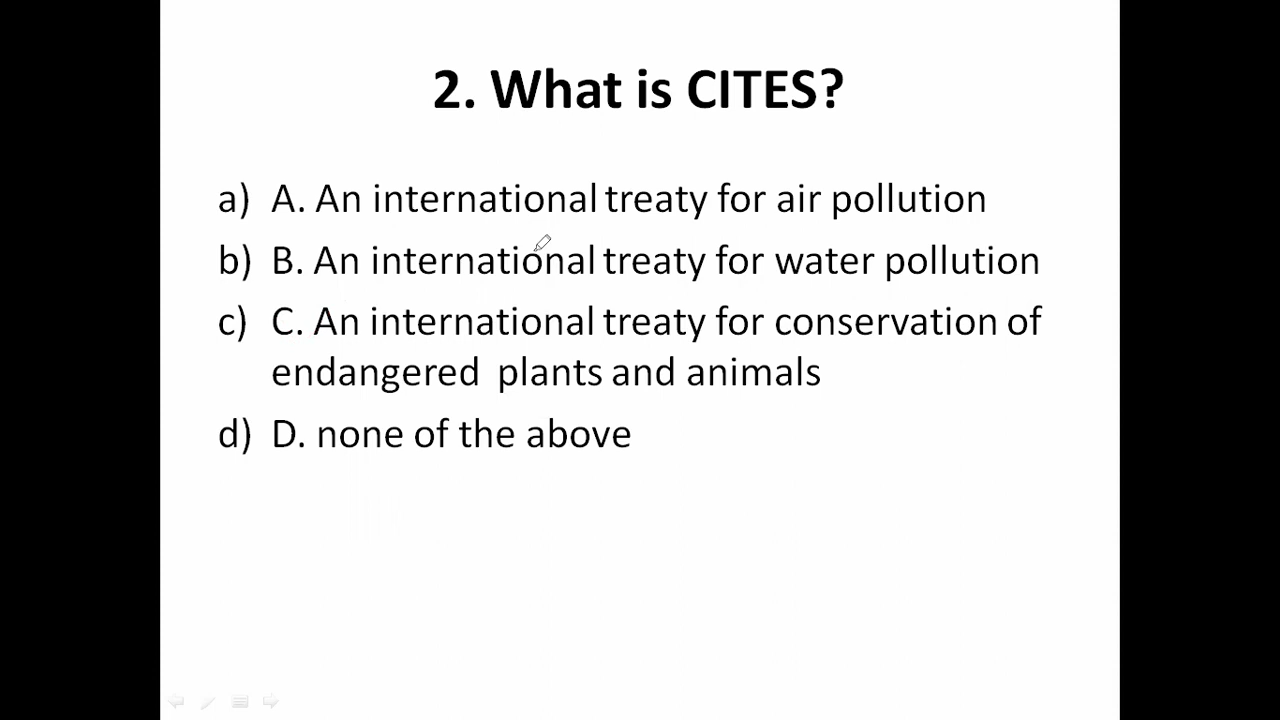 2. What is CITES?
a) A. An international treaty for air pollution
b) B. An international treaty for water pollution
c) C. An international treaty for conservation of
endangered plants and animals
d) D. none of the above